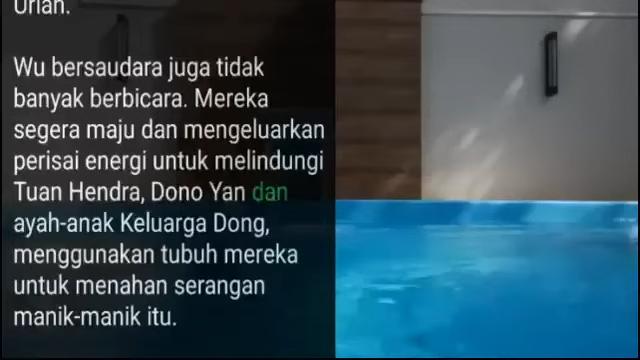 Urian.
Wu bersaudara juga tidak
banyak berbicara. Mereka
segera maju dan mengeluarkan
perisai energi untuk melindungi
Tuan Hendra, Dono Yan dan
ayah-anak Keluarga Dong,
menggunakan tubuh mereka
untuk menahan serangan
manik-manik itu.